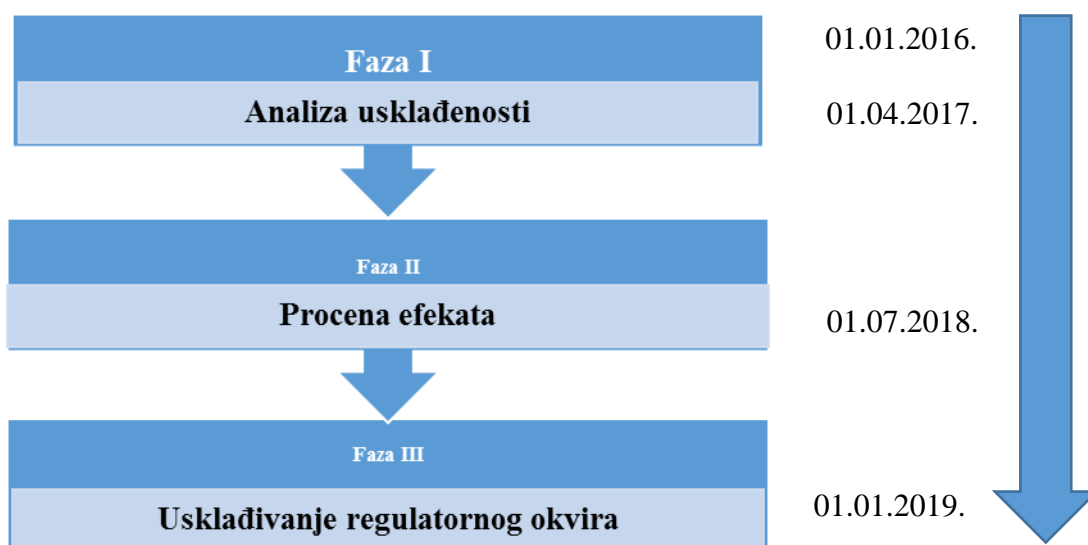 Faza I
01.01.2016.
Analiza usklađenosti
01.04.2017.
Faza II
Procena efekata
01.07.2018.
Faza III
Usklađivanje regulatornog okvira
01.01.2019.